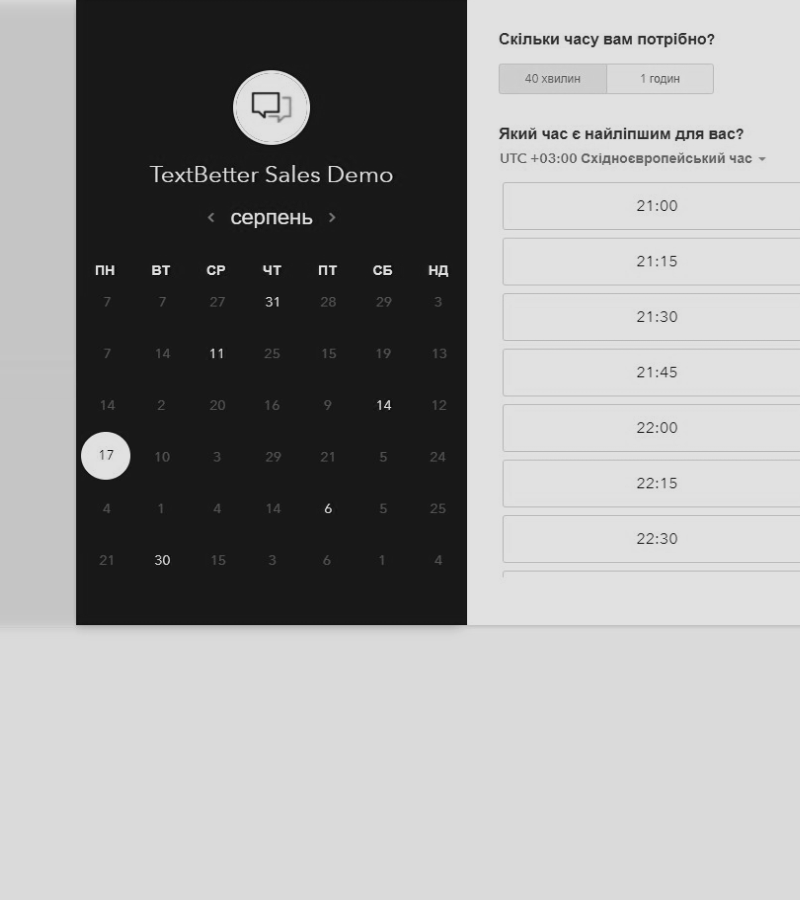 TextBetter Sales Demo
серпень
ПН ВТ СР ЧТ ПТ СБ НД
7 7 27 31 28 29 3
7 14 11 25 15 19 13
14 2 20 16 9 14 12
17 10 3 29 21 5 24
4 1 4 14 6 5 25
21 30 15 3 6 1 4
Скільки часу вам потрібно?
40 хвилин 1 годин
Який час є найліпшим для вас?
UTC +03:00 Східноєвропейський час
21:00
21:15
21:30
21:45
22:00
22:15
22:30